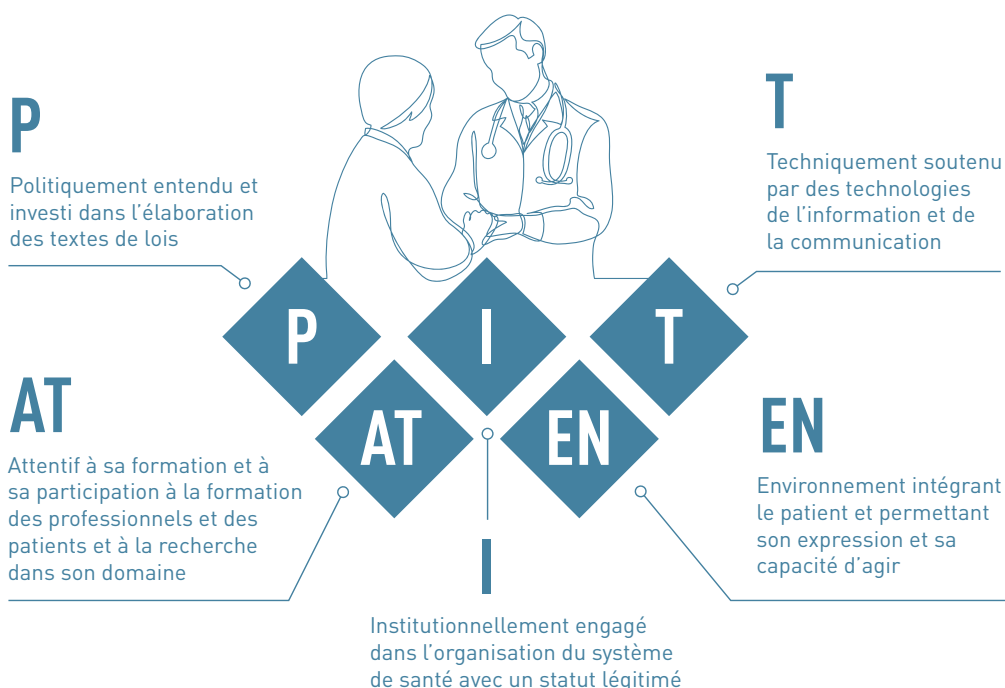 P
Politiquement entendu et
investi dans l’élaboration
des textes de lois
AT
Attentif à sa formation et à
sa participation à la formation
des professionnels et des
patients et à la recherche
dans son domaine
P
AT
I
EN
T
I
Institutionnellement engagé
dans l’organisation du système
de santé avec un statut légitimé
EN
Environnement intégrant
le patient et permettant
son expression et sa
capacité d’agir
T
Techniquement soutenu
par des technologies
de l’information et de
la communication